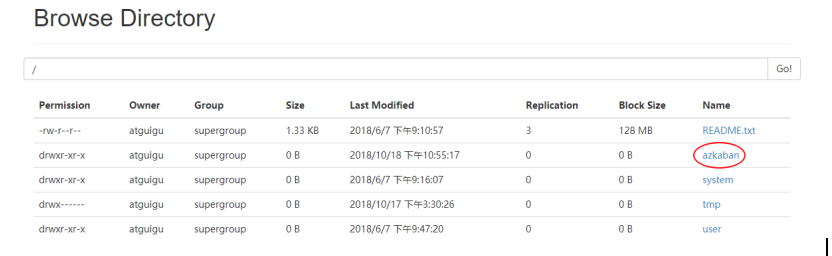 Browse Directory
/ Go!
Permission Owner Group Size Last Modified Replication Block Size Name
-rw-r--r-- atguigu supergroup 1.33 KB 2018/6/7 下午9:10:57 3 128 MB README.txt
drwxr-xr-x atguigu supergroup 0 B 2018/10/18 下午10:55:17 0 0 B azkaban
drwxr-xr-x atguigu supergroup 0 B 2018/6/7 下午9:16:07 0 0 B system
drwx------ atguigu supergroup 0 B 2018/10/17 下午3:30:26 0 0 B tmp
drwxr-xr-x atguigu supergroup 0 B 2018/6/7 下午9:47:20 0 0 B user